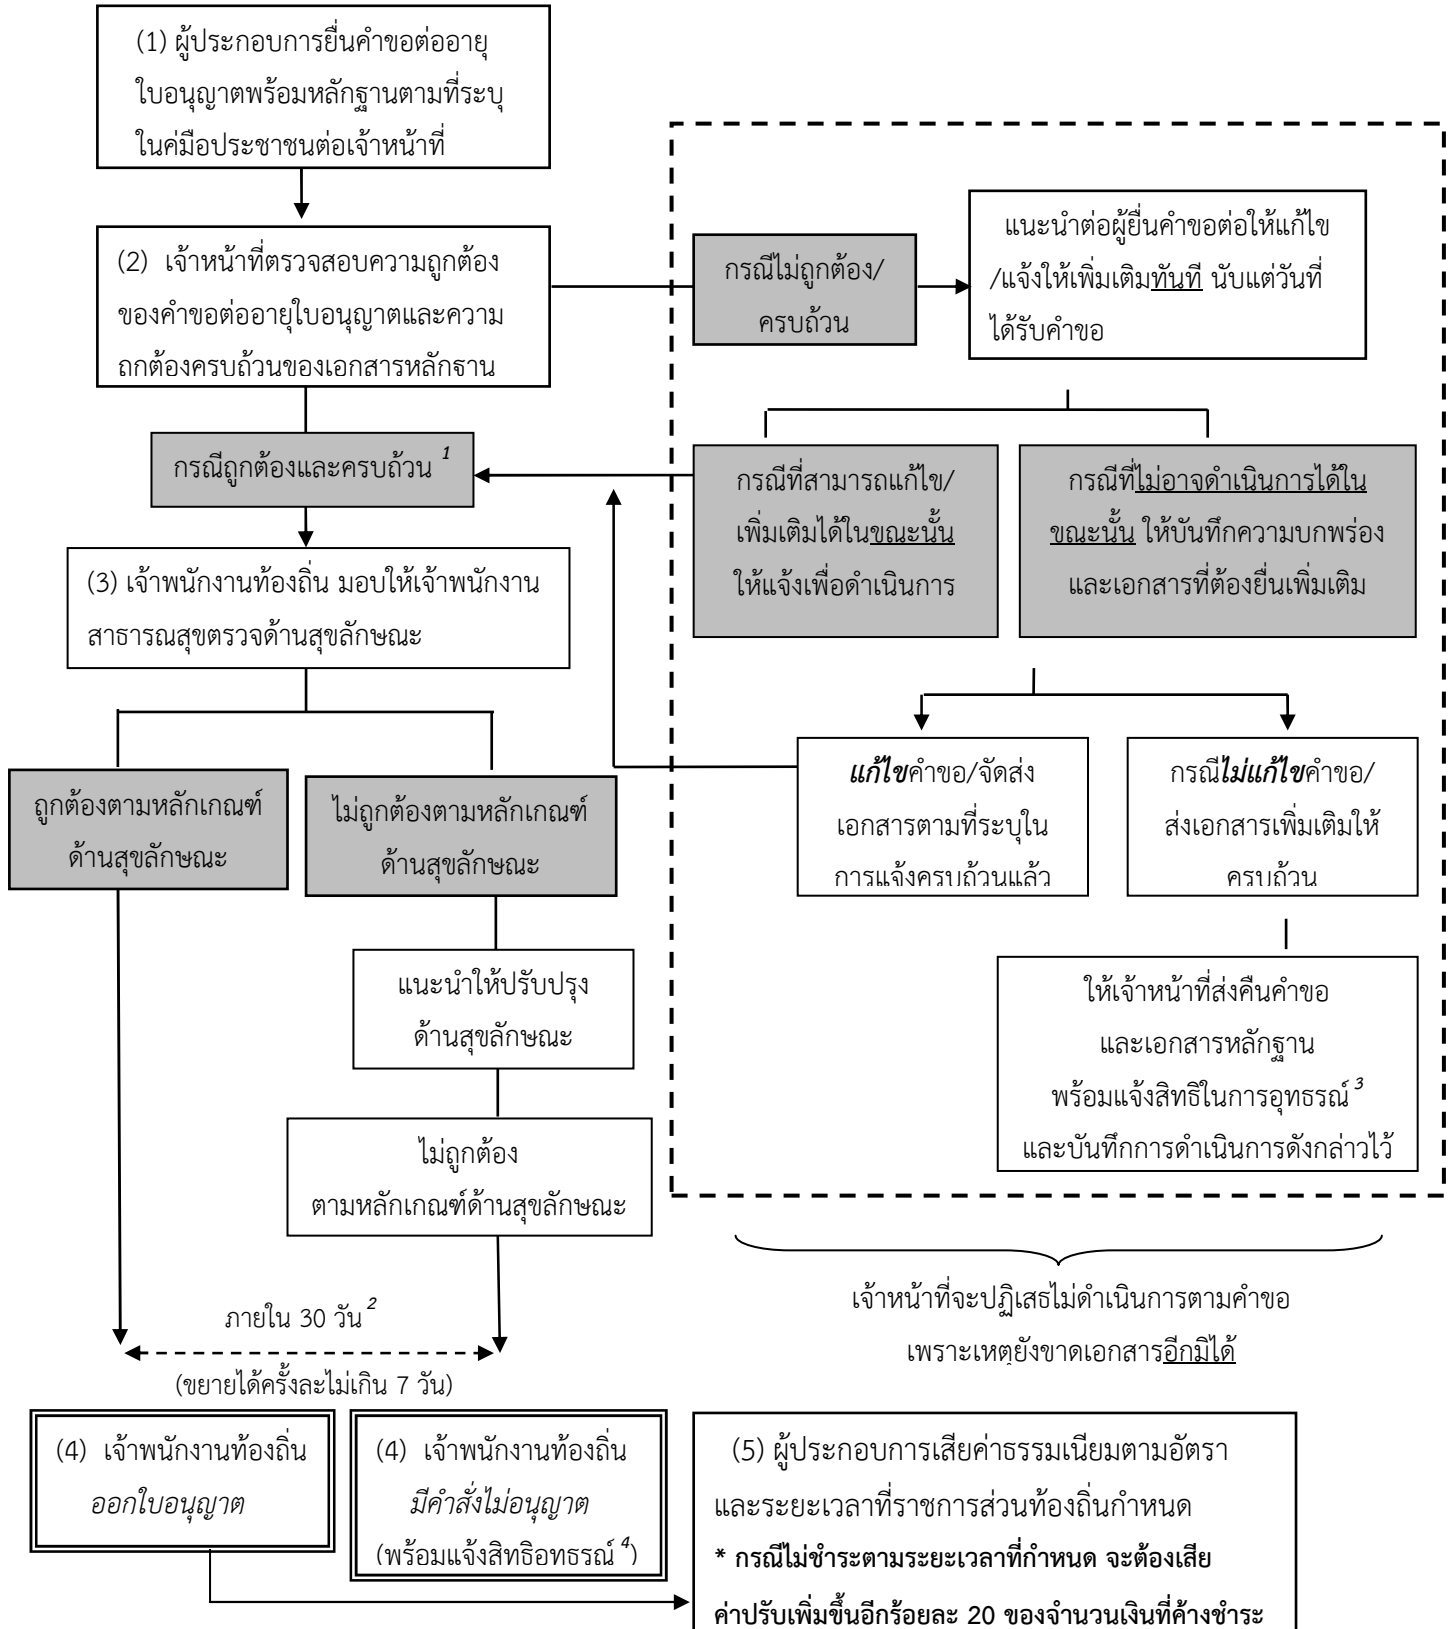 (1) ผู้ประกอบการยื่นคำขอต่ออายุ
ใบอนุญาตพร้อมหลักฐานตามที่ระบุ
ในค่มือประชาชนต่อเจ้าหน้าที่
(2) เจ้าหน้าที่ตรวจสอบความถูกต้อง
ของคำขอต่ออายุใบอนุญาตและความ
ถกต้องครบถ้วนของเอกสารหลักฐาน
กรณีไม่ถูกต้อง/
ครบถ้วน
แนะนำต่อผู้ยื่นคำขอต่อให้แก้ไข
/แจ้งให้เพิ่มเติมทันที นับแต่วันที่
ได้รับคำขอ
กรณีถูกต้องและครบถ้วน 1
กรณีที่สามารถแก้ไข/
เพิ่มเติมได้ในขณะนั้น
ให้แจ้งเพื่อดำเนินการ
กรณีที่ไม่อาจดำเนินการได้ใน
ขณะนั้น ให้บันทึกความบกพร่อง
และเอกสารที่ต้องยื่นเพิ่มเติม
(3) เจ้าพนักงานท้องถิ่น มอบให้เจ้าพนักงาน
สาธารณสุขตรวจด้านสุขลักษณะ
แก้ไขคำขอ/จัดส่ง
เอกสารตามที่ระบุใน
การแจ้งครบถ้วนแล้ว
กรณีไม่แก้ไขคำขอ/
ส่งเอกสารเพิ่มเติมให้
ครบถ้วน
ถูกต้องตามหลักเกณฑ์
ด้านสุขลักษณะ
ไม่ถูกต้องตามหลักเกณฑ์
ด้านสุขลักษณะ
แนะนำให้ปรับปรุง
ด้านสุขลักษณะ
ให้เจ้าหน้าที่ส่งคืนคำขอ
และเอกสารหลักฐาน
พร้อมแจ้งสิทธิในการอุทธรณ์ 3
และบันทึกการดำเนินการดังกล่าวไว้
ไม่ถูกต้อง
ตามหลักเกณฑ์ด้านสุขลักษณะ
ภายใน 30 วัน 2
(ขยายได้ครั้งละไม่เกิน 7 วัน)
เจ้าหน้าที่จะปฏิเสธไม่ดำเนินการตามคำขอ
เพราะเหตุยังขาดเอกสารอีกมิได้
(4) เจ้าพนักงานท้องถิ่น
ออกใบอนุญาต
(4) เจ้าพนักงานท้องถิ่น
มีคำสั่งไม่อนุญาต
(พร้อมแจ้งสิทธิอทธรณ์ 4)
(5) ผู้ประกอบการเสียค่าธรรมเนียมตามอัตรา
และระยะเวลาที่ราชการส่วนท้องถิ่นกำหนด
* กรณีไม่ชำระตามระยะเวลาที่กำหนด จะต้องเสีย
ค่าปรับเพิ่มขึ้นอีกร้อยละ 20 ของจำนวนเงินที่ค้างชำระ